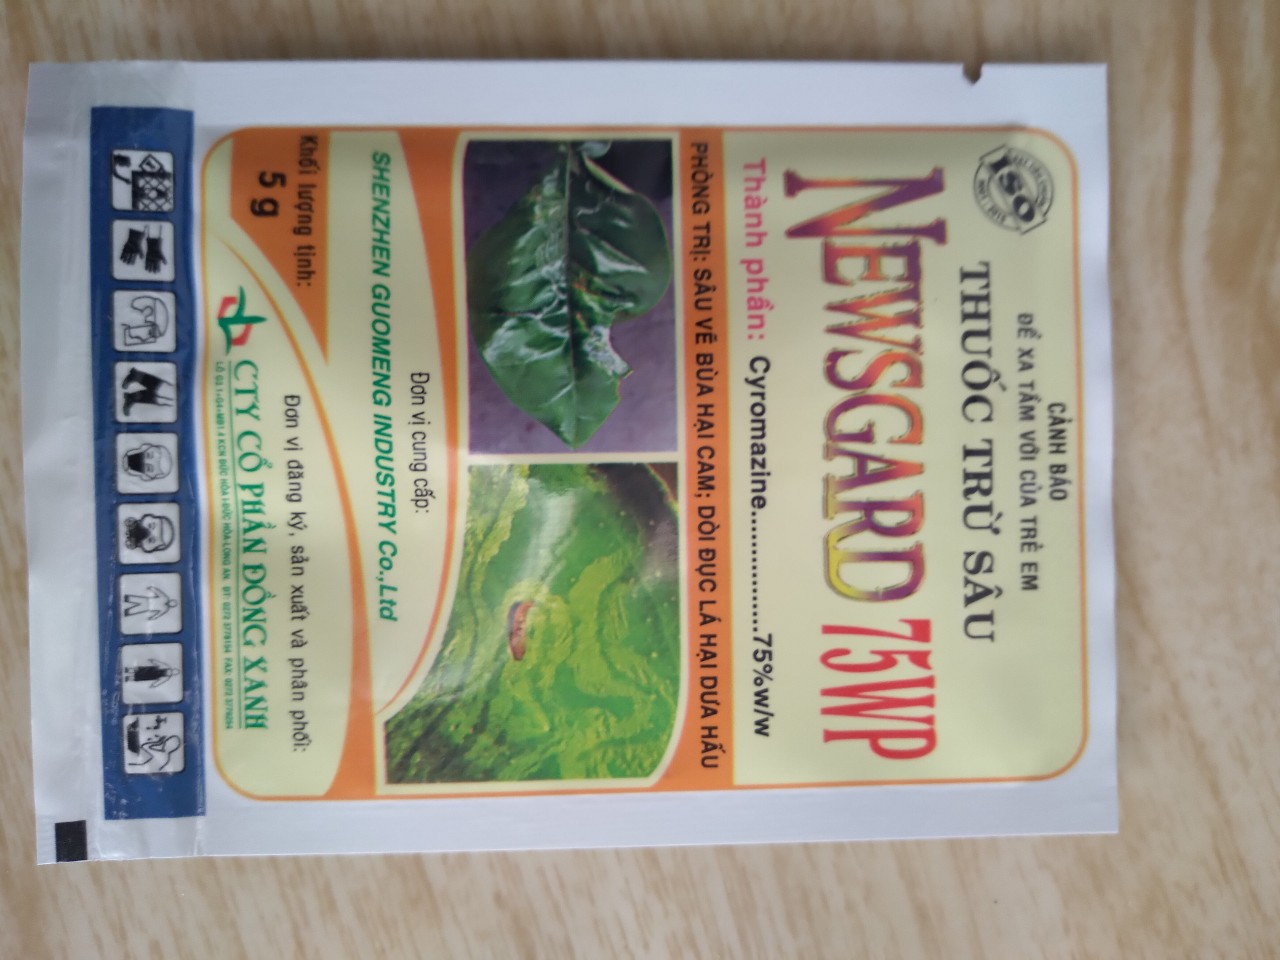 CẢNH BÁO
ĐỂ XA TẦM VỚI CỦA TRẺ EM
ISO
THUỐC TRỪ SÂU
NEWSGARD 75WP
Thành phần: Cyromazine................75%w/w
PHÒNG TRỊ: SÂU VẼ BÙA HẠI CAM; DÒI ĐỤC LÁ HẠI DƯA HẤU
Đơn vị cung cấp:
SHENZHEN GUOMENG INDUSTRY Co.,Ltd
Khối lượng tịnh:
5 g
Đơn vị đăng ký, sản xuất và phân phối:
CTY CỔ PHẦN ĐỒNG XANH